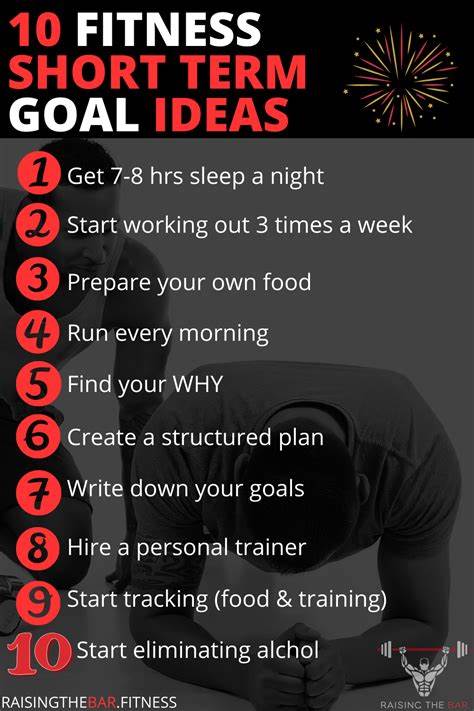 10 FITNESS
SHORT TERM
GOAL IDEAS
1 Get 7-8 hrs sleep a night
2 Start working out 3 times a week
3 Prepare your own food
4 Run every morning
5 Find your WHY
6 Create a structured plan
7 Write down your goals
8 Hire a personal trainer
9 Start tracking (food & training)
10 Start eliminating alchol
RAISINGTHEBAR.FITNESS
RAISING THE BAR